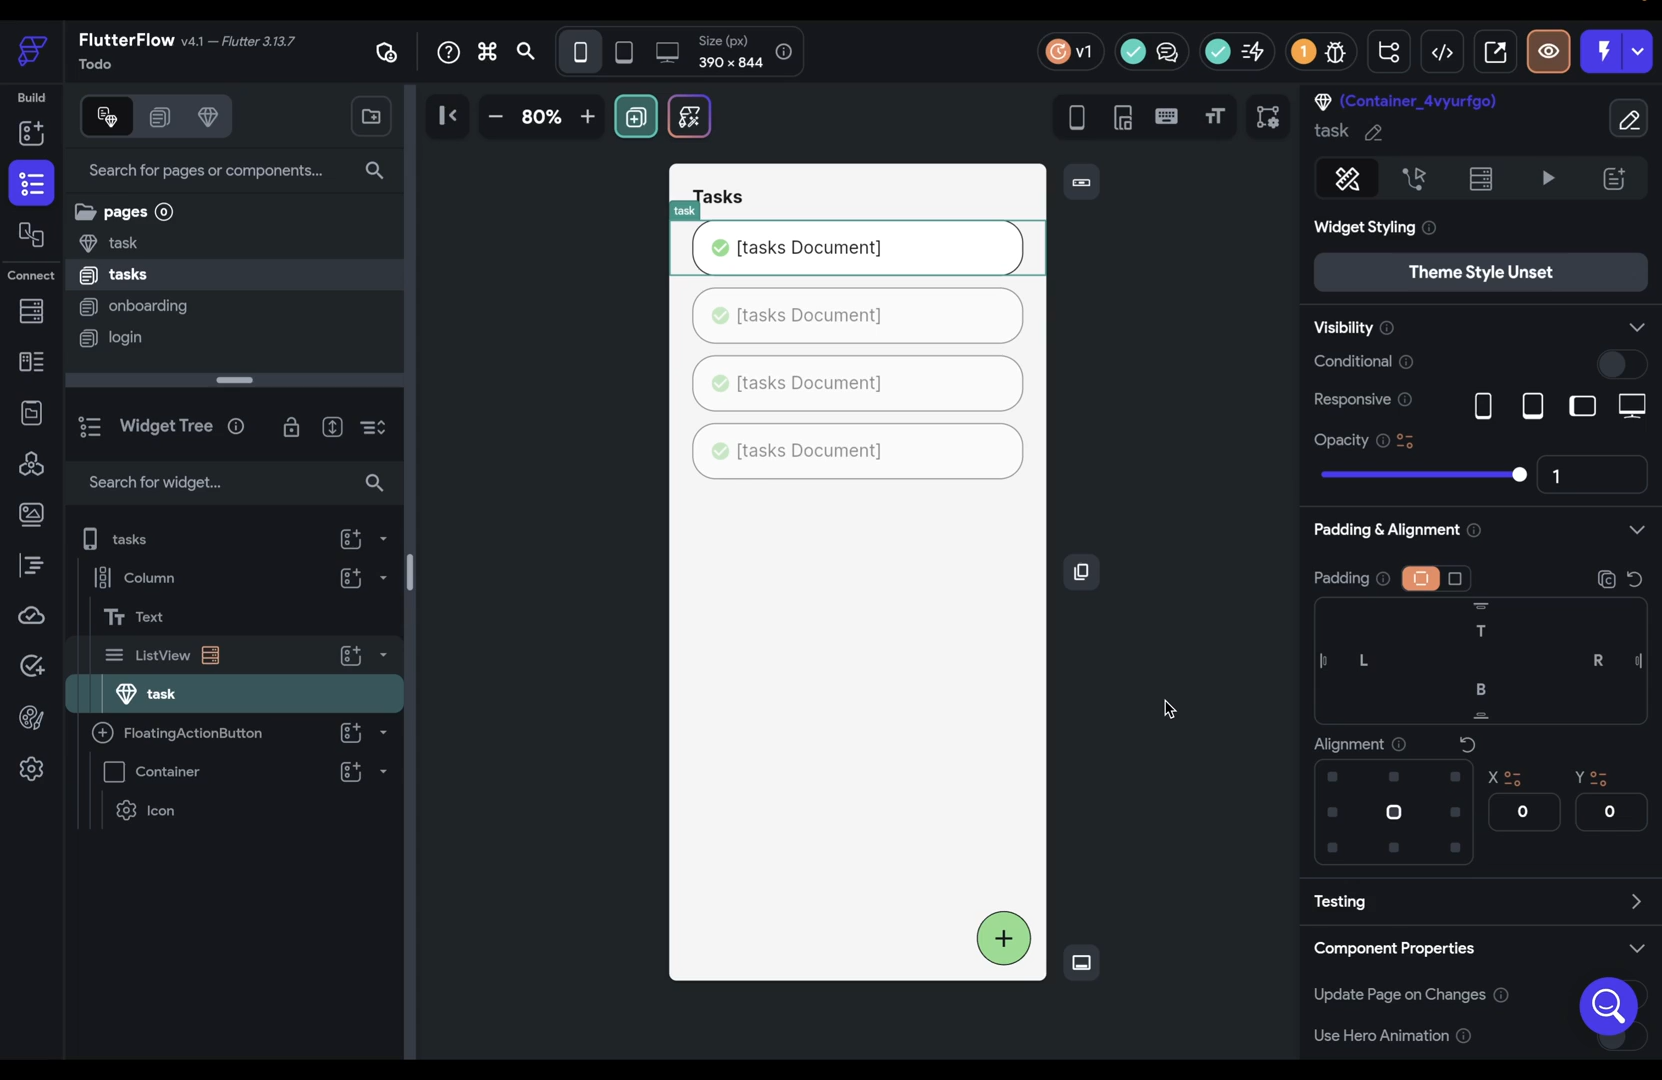 FlutterFlow v4.1 — Flutter 3.13.7
Todo
Size (px)
390 × 844
v1
1
Build
Connect
Search for pages or components...
pages 0
task
tasks
onboarding
login
Widget Tree
Search for widget...
tasks
Column
Text
ListView
task
FloatingActionButton
Container
Icon
80%
Tasks
task
[tasks Document]
[tasks Document]
[tasks Document]
[tasks Document]
(Container_4vyurfgo)
task
Widget Styling
Theme Style Unset
Visibility
Conditional
Responsive
Opacity
1
Padding & Alignment
Padding
T
L R
B
Alignment
X Y
0 0
Testing
Component Properties
Update Page on Changes
Use Hero Animation